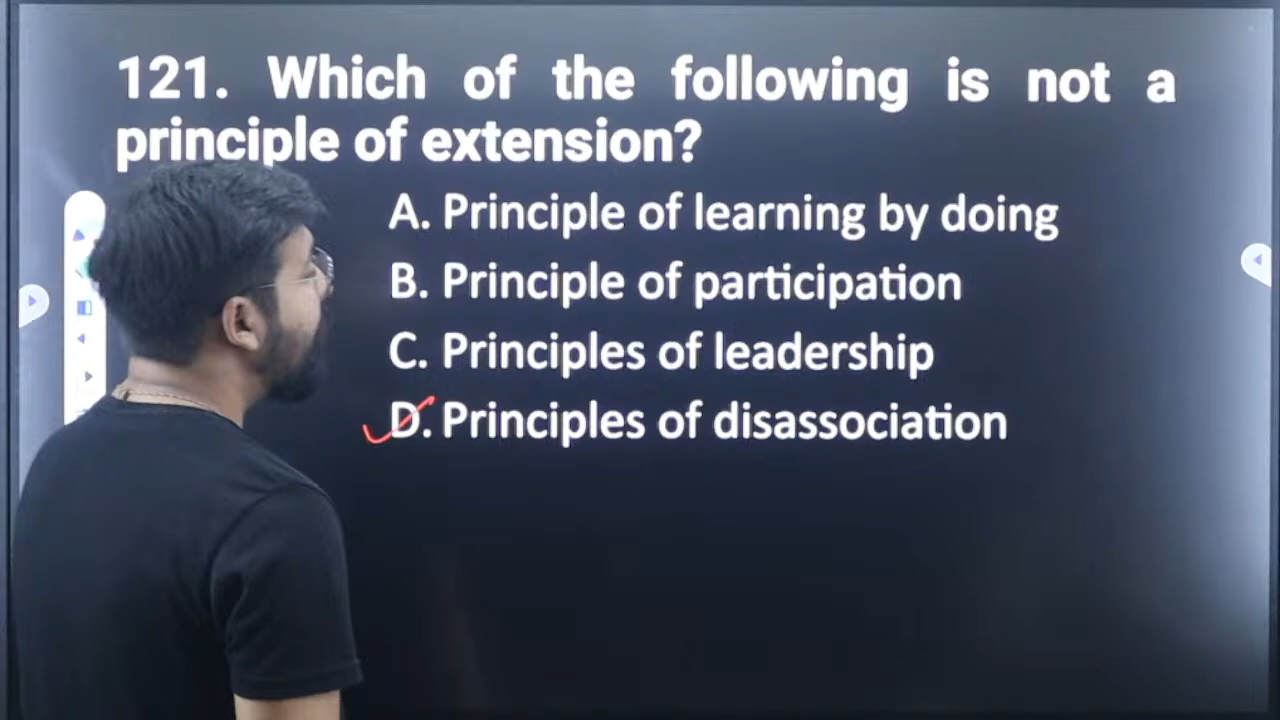 121. Which of the following is not a
principle of extension?
A. Principle of learning by doing
B. Principle of participation
C. Principles of leadership
D. Principles of disassociation